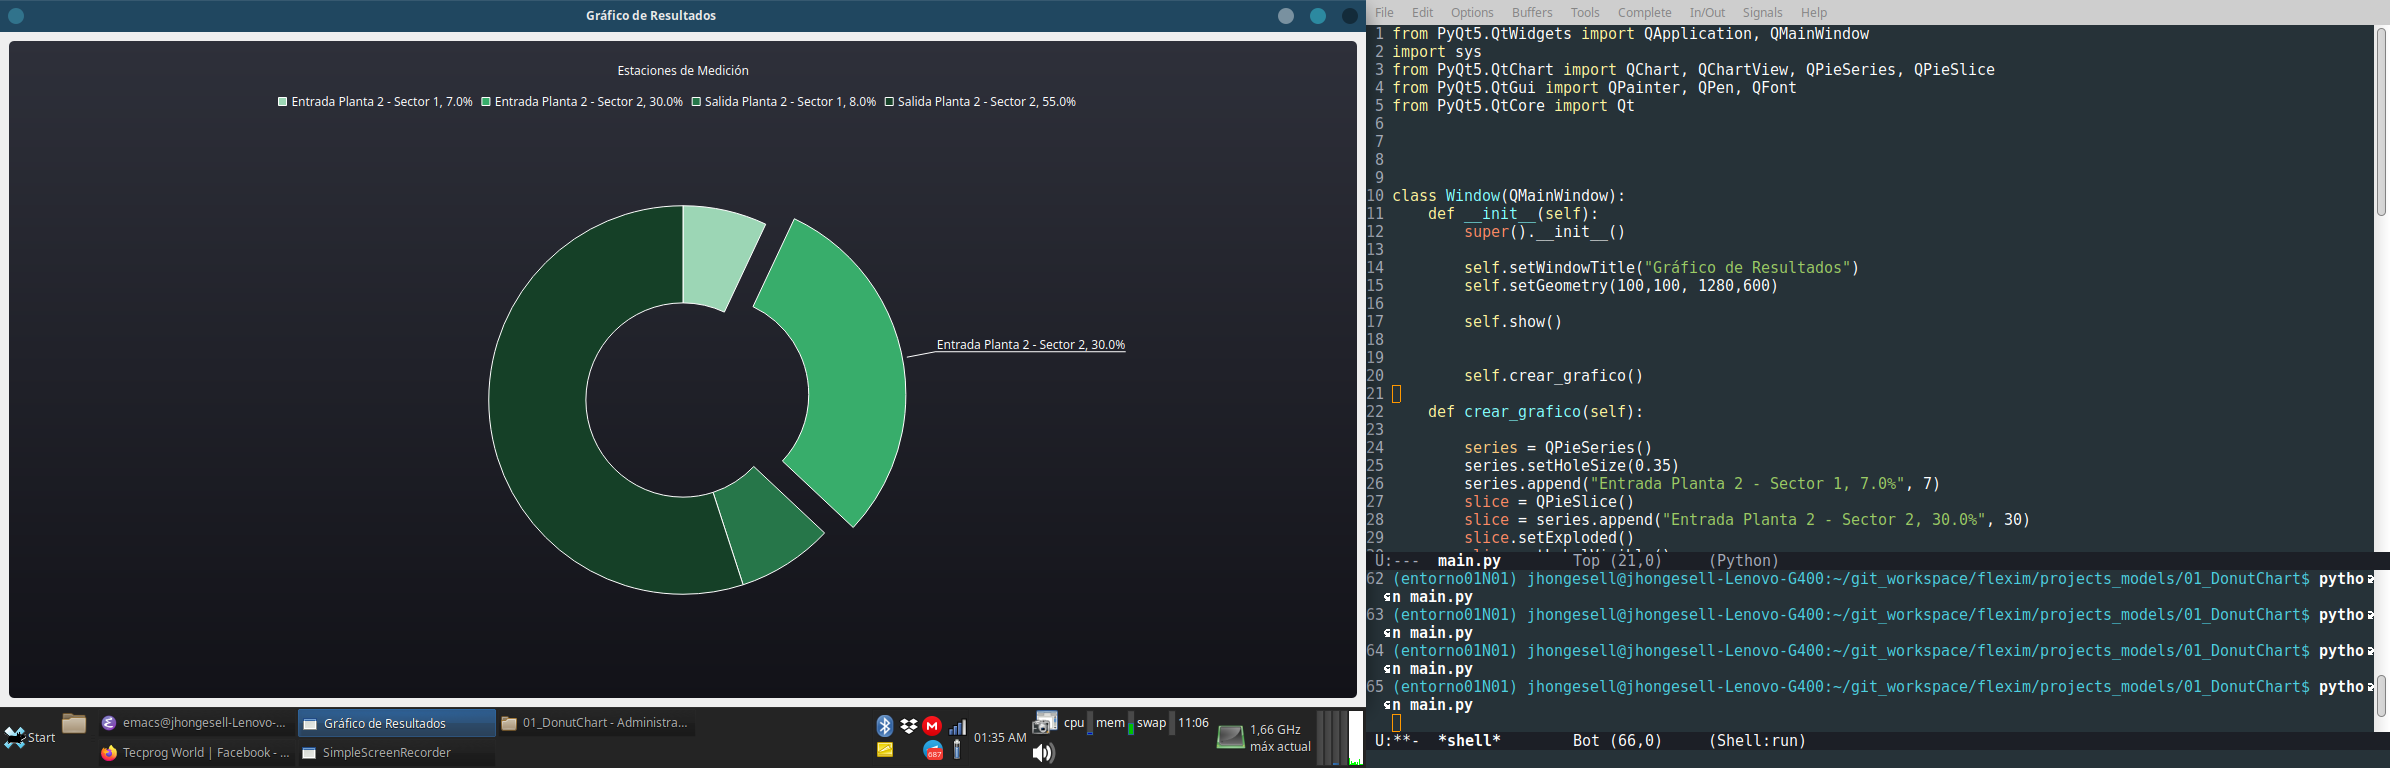 Gráfico de Resultados
Estaciones de Medición
Entrada Planta 2 - Sector 1, 7.0% Entrada Planta 2 - Sector 2, 30.0% Salida Planta 2 - Sector 1, 8.0% Salida Planta 2 - Sector 2, 55.0%
Entrada Planta 2 - Sector 2, 30.0%
Start
emacs@jhongesell-Lenovo-...
Gráfico de Resultados
01_DonutChart - Administra...
Tecprog World | Facebook - ...
SimpleScreenRecorder
687
01:35 AM
cpu mem swap 11:06
1,66 GHz
máx actual
File Edit Options Buffers Tools Complete In/Out Signals Help
1 from PyQt5.QtWidgets import QApplication, QMainWindow
2 import sys
3 from PyQt5.QtChart import QChart, QChartView, QPieSeries, QPieSlice
4 from PyQt5.QtGui import QPainter, QPen, QFont
5 from PyQt5.QtCore import Qt
6
7
8
9
10 class Window(QMainWindow):
11     def __init__(self):
12         super().__init__()
13
14         self.setWindowTitle("Gráfico de Resultados")
15         self.setGeometry(100,100, 1280,600)
16
17         self.show()
18
19
20         self.crear_grafico()
21
22     def crear_grafico(self):
23
24         series = QPieSeries()
25         series.setHoleSize(0.35)
26         series.append("Entrada Planta 2 - Sector 1, 7.0%", 7)
27         slice = QPieSlice()
28         slice = series.append("Entrada Planta 2 - Sector 2, 30.0%", 30)
29         slice.setExploded()
U:---  main.py        Top (21,0)     (Python)
62 (entorno01N01) jhongesell@jhongesell-Lenovo-G400:~/git_workspace/flexim/projects_models/01_DonutChart$ pytho
n main.py
63 (entorno01N01) jhongesell@jhongesell-Lenovo-G400:~/git_workspace/flexim/projects_models/01_DonutChart$ pytho
n main.py
64 (entorno01N01) jhongesell@jhongesell-Lenovo-G400:~/git_workspace/flexim/projects_models/01_DonutChart$ pytho
n main.py
65 (entorno01N01) jhongesell@jhongesell-Lenovo-G400:~/git_workspace/flexim/projects_models/01_DonutChart$ pytho
n main.py
U:**-  *shell*        Bot (66,0)     (Shell:run)